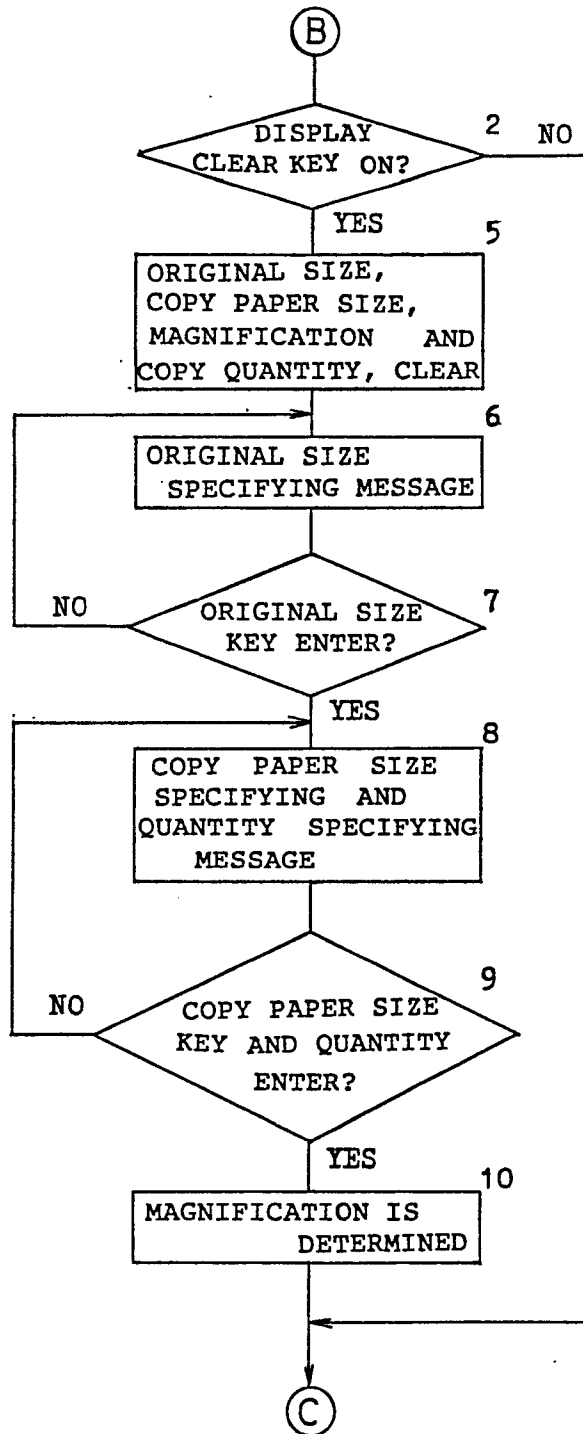 B
DISPLAY
CLEAR KEY ON?
2
NO
YES
5
ORIGINAL SIZE,
COPY PAPER SIZE,
MAGNIFICATION AND
COPY QUANTITY, CLEAR
6
ORIGINAL SIZE
SPECIFYING MESSAGE
NO
7
ORIGINAL SIZE
KEY ENTER?
YES
8
COPY PAPER SIZE
SPECIFYING AND
QUANTITY SPECIFYING
MESSAGE
NO
9
COPY PAPER SIZE
KEY AND QUANTITY
ENTER?
YES
10
MAGNIFICATION IS
DETERMINED
C